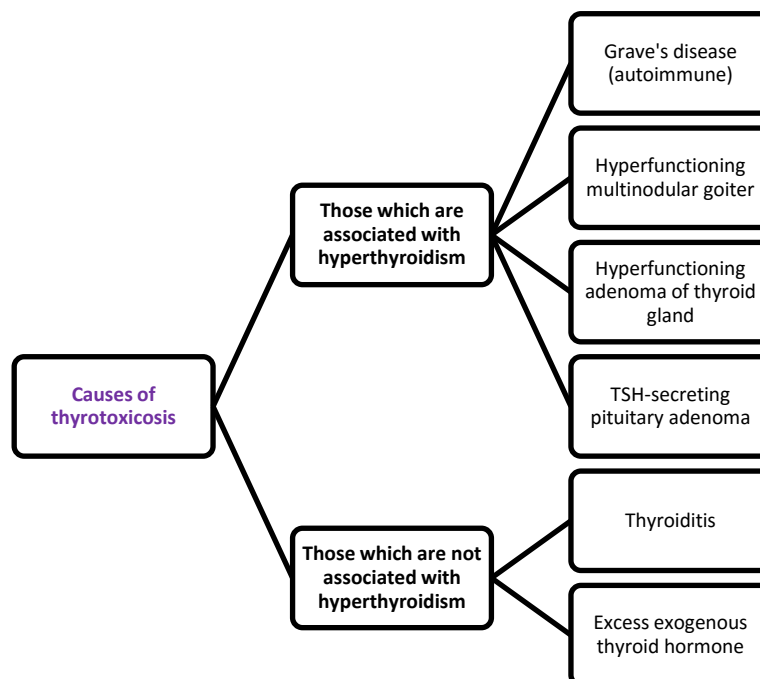 Causes of
thyrotoxicosis
Those which are
associated with
hyperthyroidism
Grave's disease
(autoimmune)
Hyperfunctioning
multinodular goiter
Hyperfunctioning
adenoma of thyroid
gland
TSH-secreting
pituitary adenoma
Those which are not
associated with
hyperthyroidism
Thyroiditis
Excess exogenous
thyroid hormone